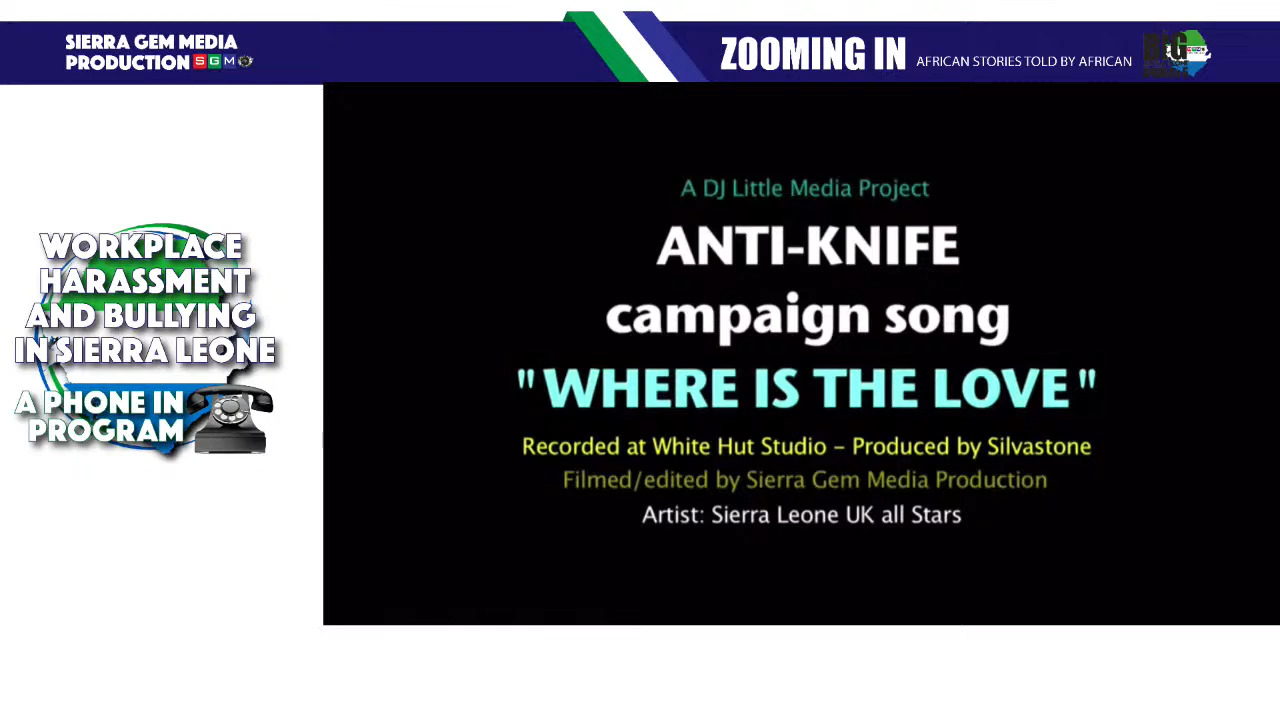 SIERRA GEM MEDIA
PRODUCTION SGM
ZOOMING IN
AFRICAN STORIES TOLD BY AFRICAN
WORKPLACE
HARASSMENT
AND BULLYING
IN SIERRA LEONE
A PHONE IN
PROGRAM
A DJ Little Media Project
ANTI-KNIFE
campaign song
"WHERE IS THE LOVE"
Recorded at White Hut Studio – Produced by Silvastone
Filmed/edited by Sierra Gem Media Production
Artist: Sierra Leone UK all Stars